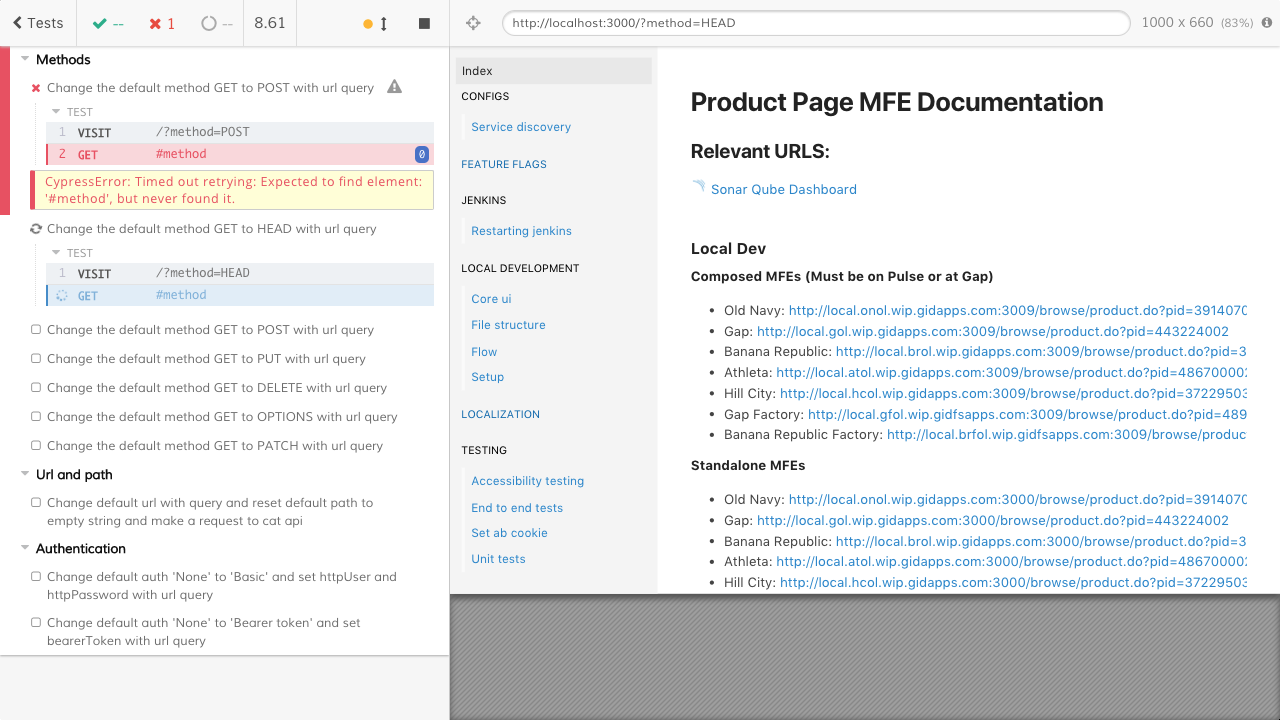 Tests
--
1
--
8.61
Methods
Change the default method GET to POST with url query
TEST
1 VISIT /?method=POST
2 GET #method 0
CypressError: Timed out retrying: Expected to find element:
'#method', but never found it.
Change the default method GET to HEAD with url query
TEST
1 VISIT /?method=HEAD
GET #method
Change the default method GET to POST with url query
Change the default method GET to PUT with url query
Change the default method GET to DELETE with url query
Change the default method GET to OPTIONS with url query
Change the default method GET to PATCH with url query
Url and path
Change default url with query and reset default path to
empty string and make a request to cat api
Authentication
Change default auth 'None' to 'Basic' and set httpUser and
httpPassword with url query
Change default auth 'None' to 'Bearer token' and set
bearerToken with url query
http://localhost:3000/?method=HEAD
1000 x 660 (83%)
Index
CONFIGS
Service discovery
FEATURE FLAGS
JENKINS
Restarting jenkins
LOCAL DEVELOPMENT
Core ui
File structure
Flow
Setup
LOCALIZATION
TESTING
Accessibility testing
End to end tests
Set ab cookie
Unit tests
Product Page MFE Documentation
Relevant URLS:
Sonar Qube Dashboard
Local Dev
Composed MFEs (Must be on Pulse or at Gap)
• Old Navy: http://local.onol.wip.gidapps.com:3009/browse/product.do?pid=3914070
• Gap: http://local.gol.wip.gidapps.com:3009/browse/product.do?pid=443224002
• Banana Republic: http://local.brol.wip.gidapps.com:3009/browse/product.do?pid=3
• Athleta: http://local.atol.wip.gidapps.com:3009/browse/product.do?pid=486700002
• Hill City: http://local.hcol.wip.gidapps.com:3009/browse/product.do?pid=37229503
• Gap Factory: http://local.gfol.wip.gidfsapps.com:3009/browse/product.do?pid=489
• Banana Republic Factory: http://local.brfol.wip.gidfsapps.com:3009/browse/produc
Standalone MFEs
• Old Navy: http://local.onol.wip.gidapps.com:3000/browse/product.do?pid=3914070
• Gap: http://local.gol.wip.gidapps.com:3000/browse/product.do?pid=443224002
• Banana Republic: http://local.brol.wip.gidapps.com:3000/browse/product.do?pid=3
• Athleta: http://local.atol.wip.gidapps.com:3000/browse/product.do?pid=486700002
• Hill City: http://local.hcol.wip.gidapps.com:3000/browse/product.do?pid=37229503